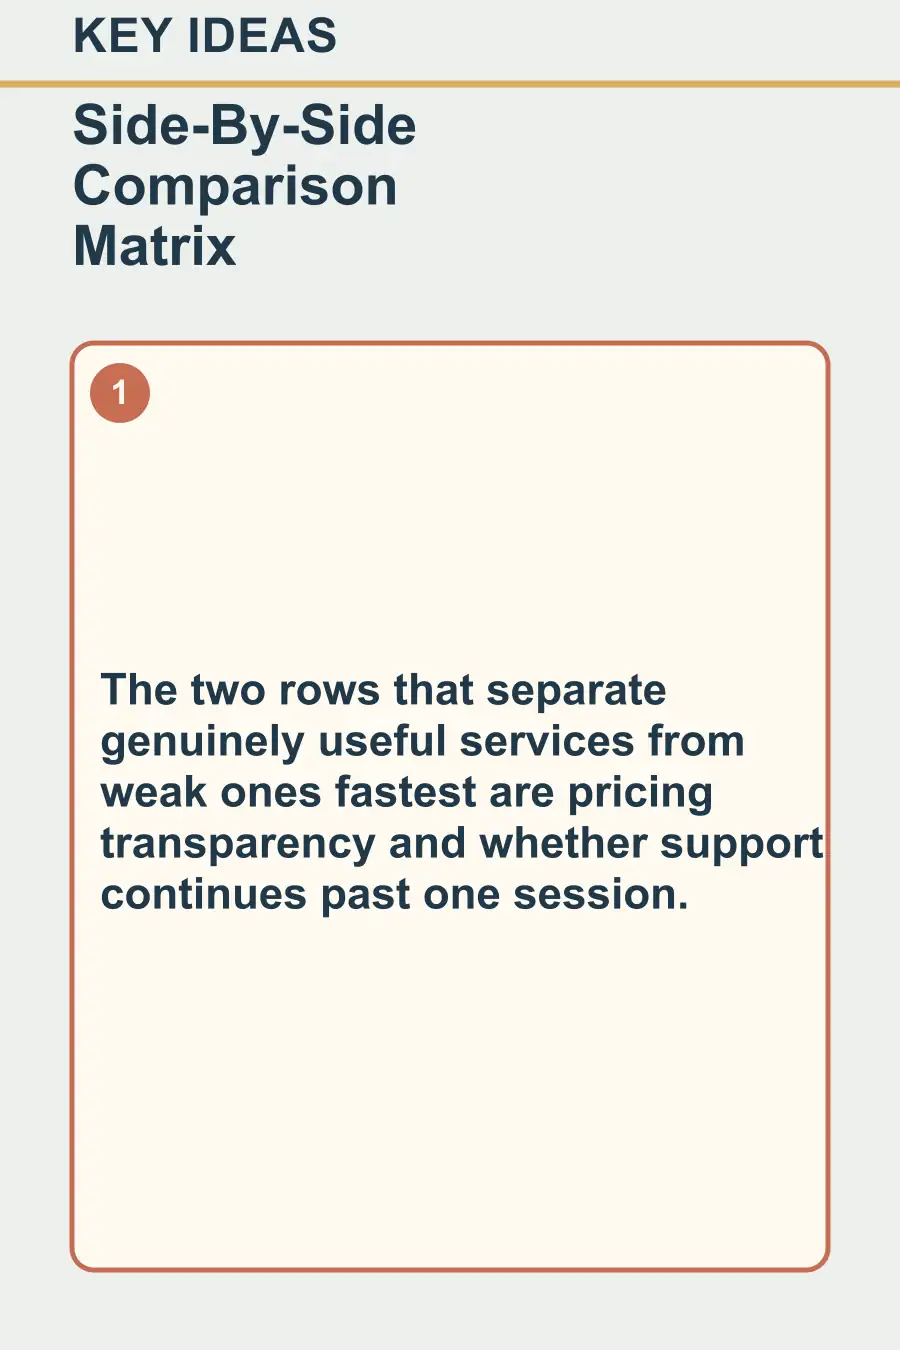 KEY IDEAS
Side-By-Side
Comparison
Matrix
1
The two rows that separate
genuinely useful services from
weak ones fastest are pricing
transparency and whether support
continues past one session.